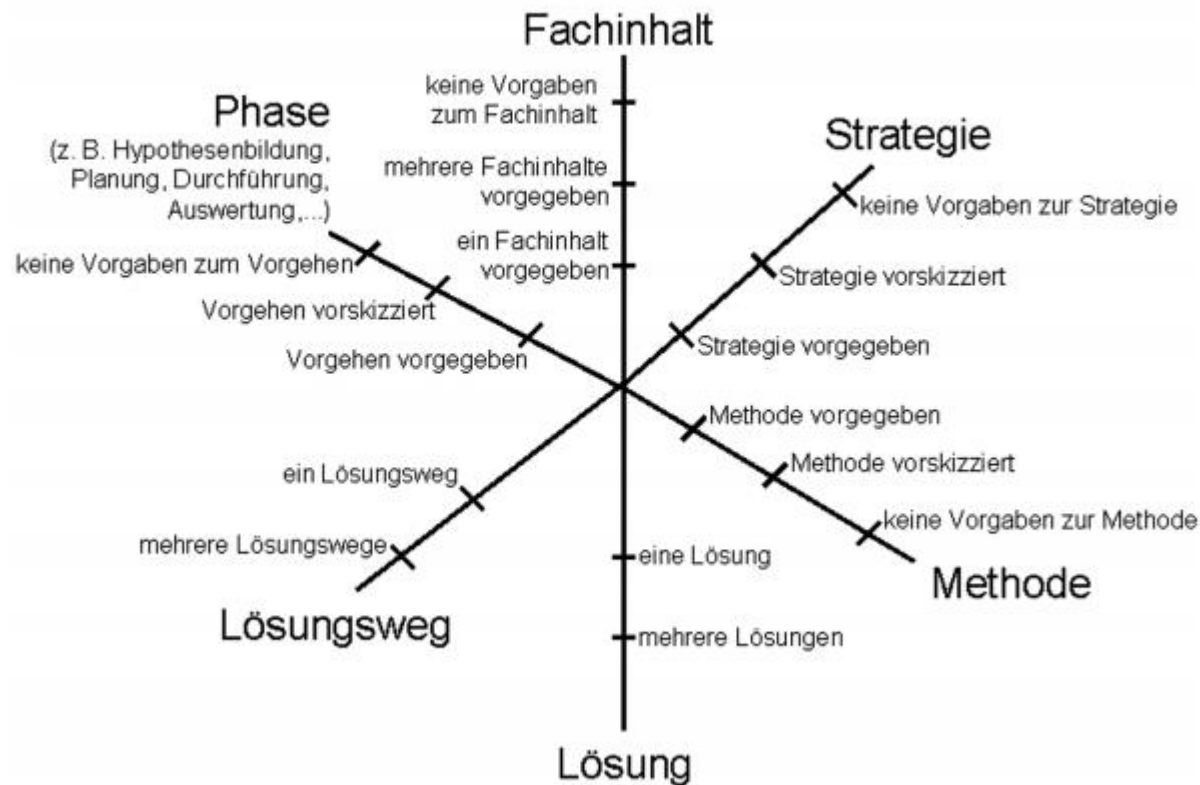 Fachinhalt
keine Vorgaben
zum Fachinhalt
mehrere Fachinhalte
vorgegeben
ein Fachinhalt
vorgegeben
Phase
(z. B. Hypothesenbildung,
Planung, Durchführung,
Auswertung,...)
keine Vorgaben zum Vorgehen
Vorgehen vorskizziert
Vorgehen vorgegeben
Strategie
keine Vorgaben zur Strategie
Strategie vorskizziert
Strategie vorgegeben
Methode vorgegeben
Methode vorskizziert
keine Vorgaben zur Methode
Methode
ein Lösungsweg
mehrere Lösungswege
Lösungsweg
eine Lösung
mehrere Lösungen
Lösung